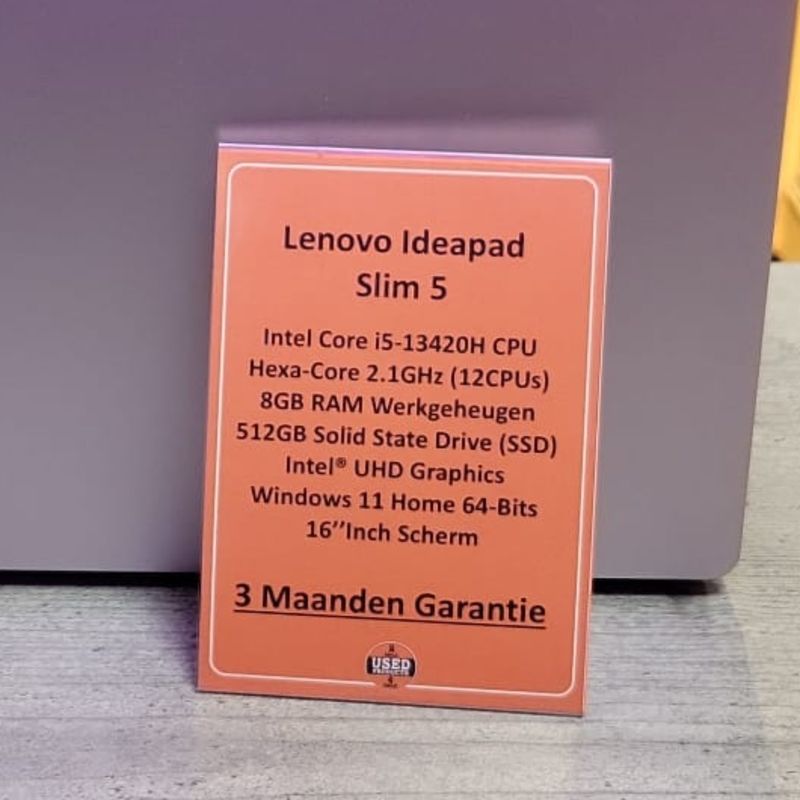 Lenovo Ideapad
Slim 5
Intel Core i5-13420H CPU
Hexa-Core 2.1GHz (12CPUs)
8GB RAM Werkgeheugen
512GB Solid State Drive (SSD)
Intel® UHD Graphics
Windows 11 Home 64-Bits
16’’Inch Scherm
3 Maanden Garantie
USED
PRODUCTS